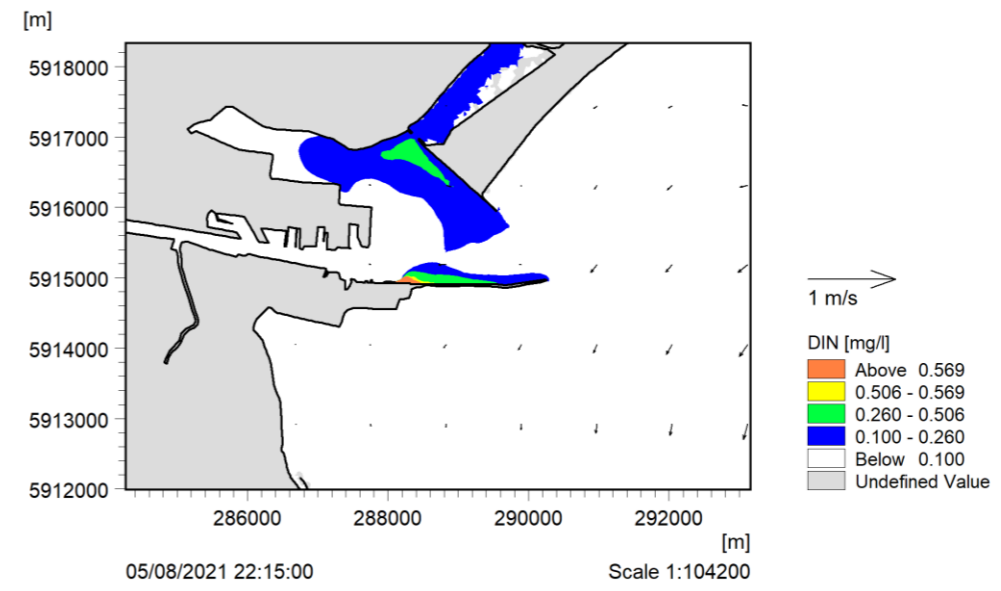 [m]
5918000
5917000
5916000
5915000
5914000
5913000
5912000
286000 288000 290000 292000
[m]
05/08/2021 22:15:00 Scale 1:104200
1 m/s
DIN [mg/l]
Above 0.569
0.506 - 0.569
0.260 - 0.506
0.100 - 0.260
Below 0.100
Undefined Value